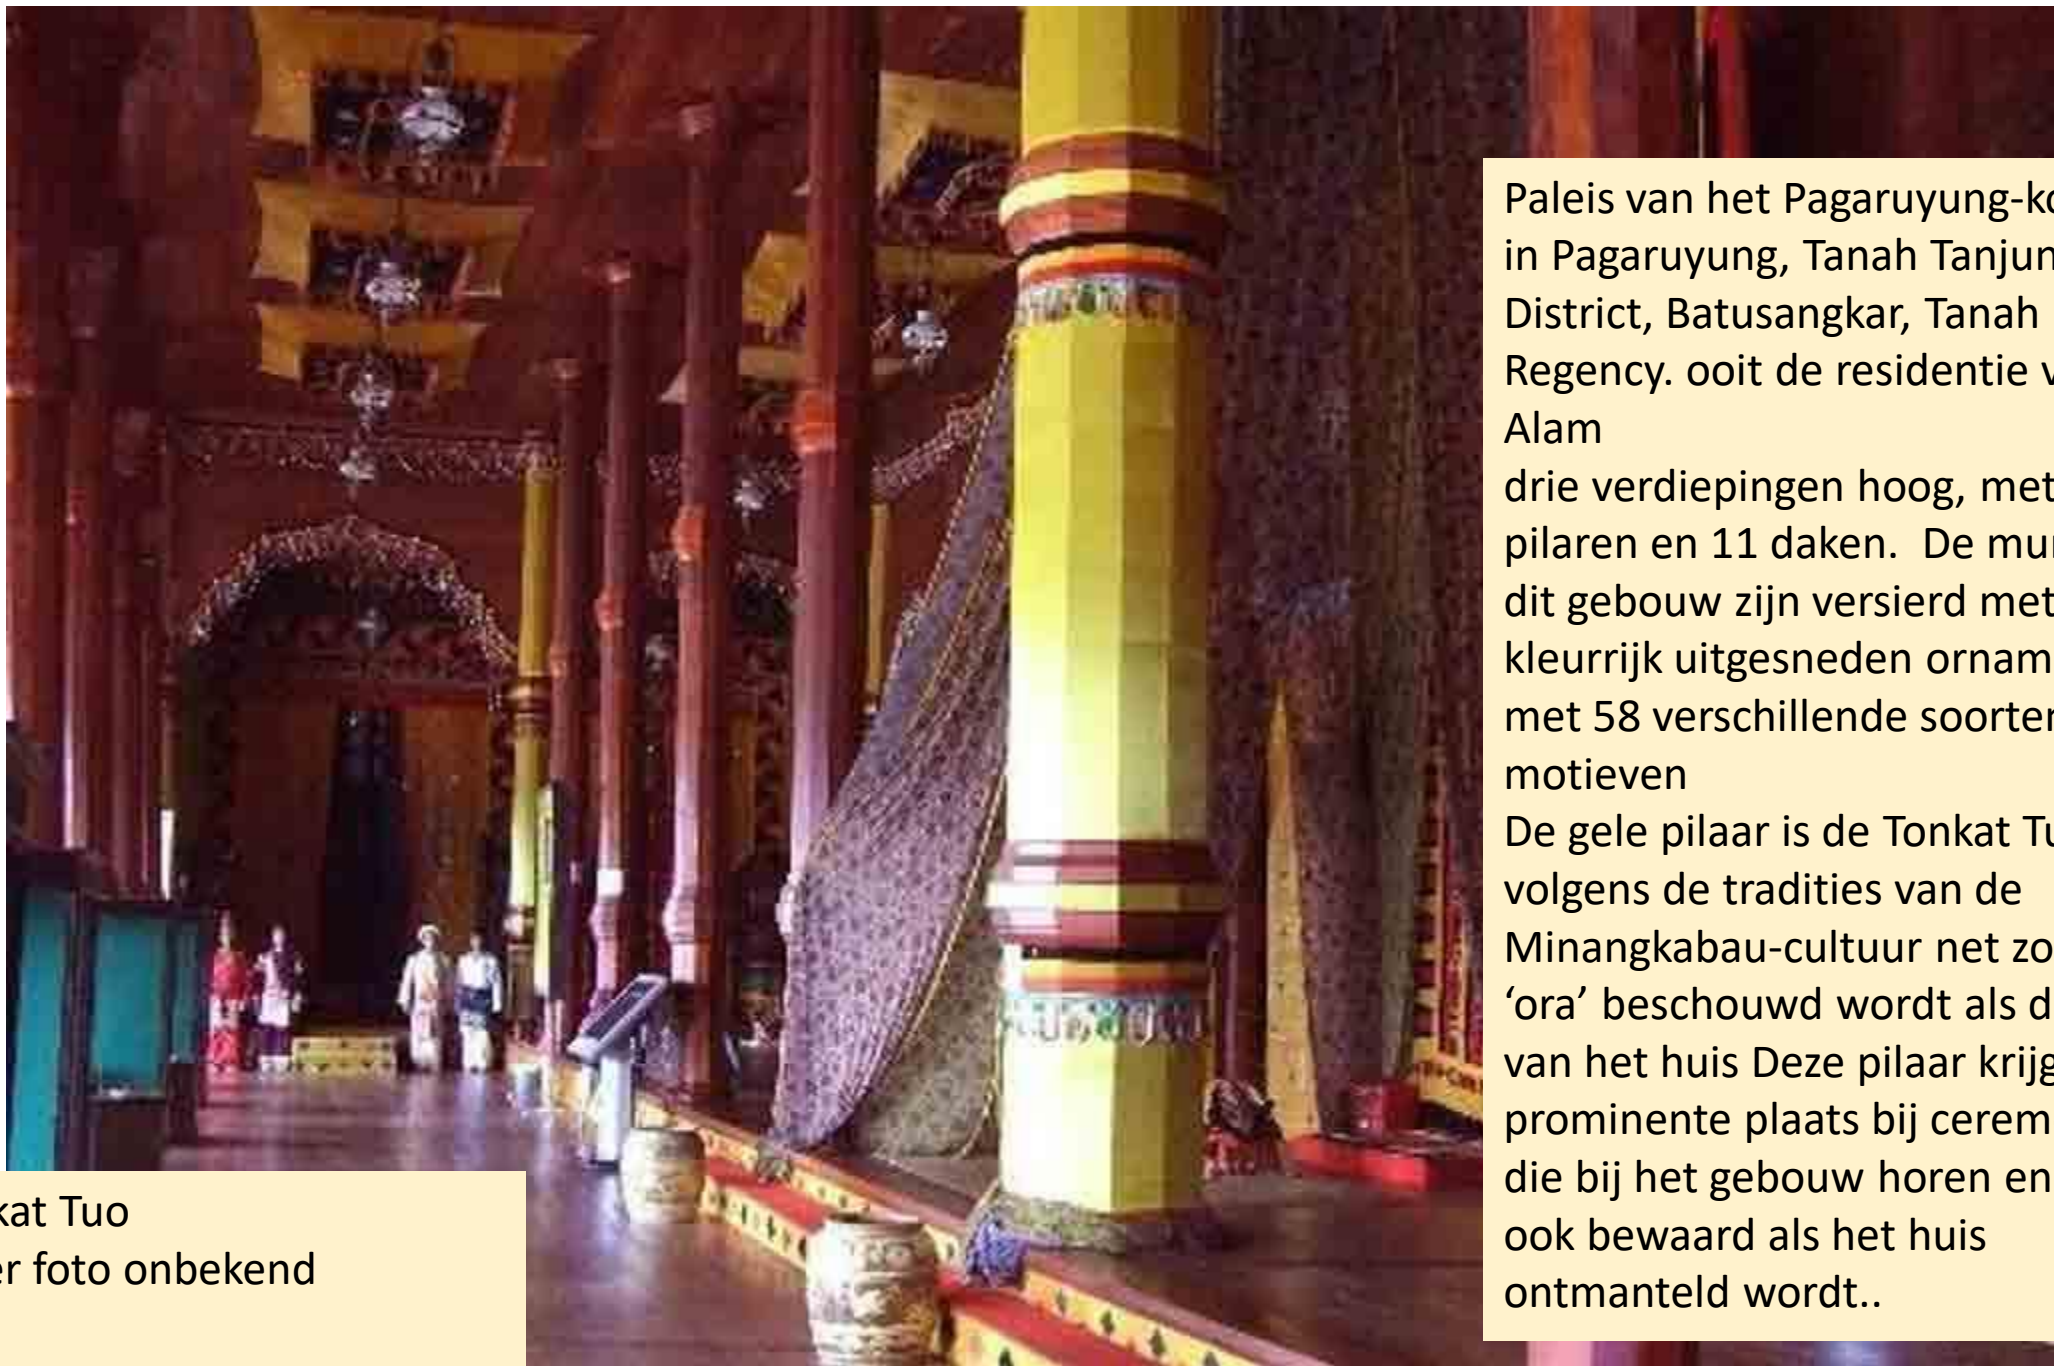 Paleis van het Pagaruyung-ko
in Pagaruyung, Tanah Tanjun
District, Batusangkar, Tanah
Regency. ooit de residentie v
Alam
drie verdiepingen hoog, met
pilaren en 11 daken.  De mu
dit gebouw zijn versierd met
kleurrijk uitgesneden ornam
met 58 verschillende soorten
motieven
De gele pilaar is de Tonkat Tu
volgens de tradities van de
Minangkabau-cultuur net zo
‘ora’ beschouwd wordt als d
van het huis Deze pilaar krijg
prominente plaats bij cerem
die bij het gebouw horen en
ook bewaard als het huis
ontmanteld wordt..
kat Tuo
er foto onbekend